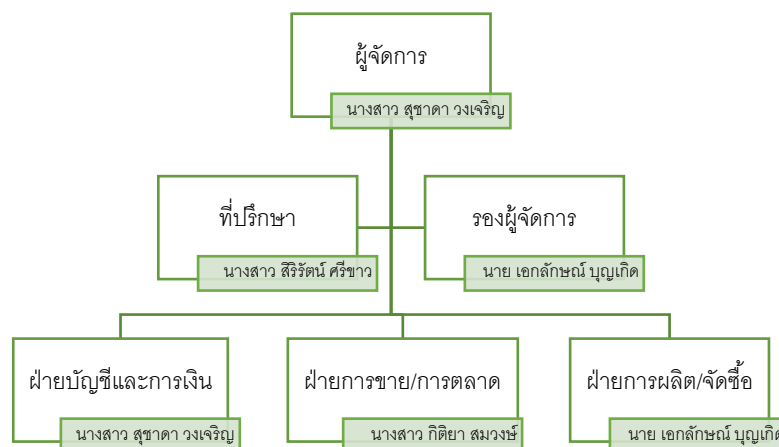 ผู้จัดการ
นางสาว สุชาดา วงเจริญ
ที่ปรึกษา
นางสาว สิริรัตน์ ศรีขาว
รองผู้จัดการ
นาย เอกลักษณ์ บุญเกิด
ฝ่ายบัญชีและการเงิน
นางสาว สุชาดา วงเจริญ
ฝ่ายการขาย/การตลาด
นางสาว กิติยา สมวงษ์
ฝ่ายการผลิต/จัดซื้อ
นาย เอกลักษณ์ บุญเกิด